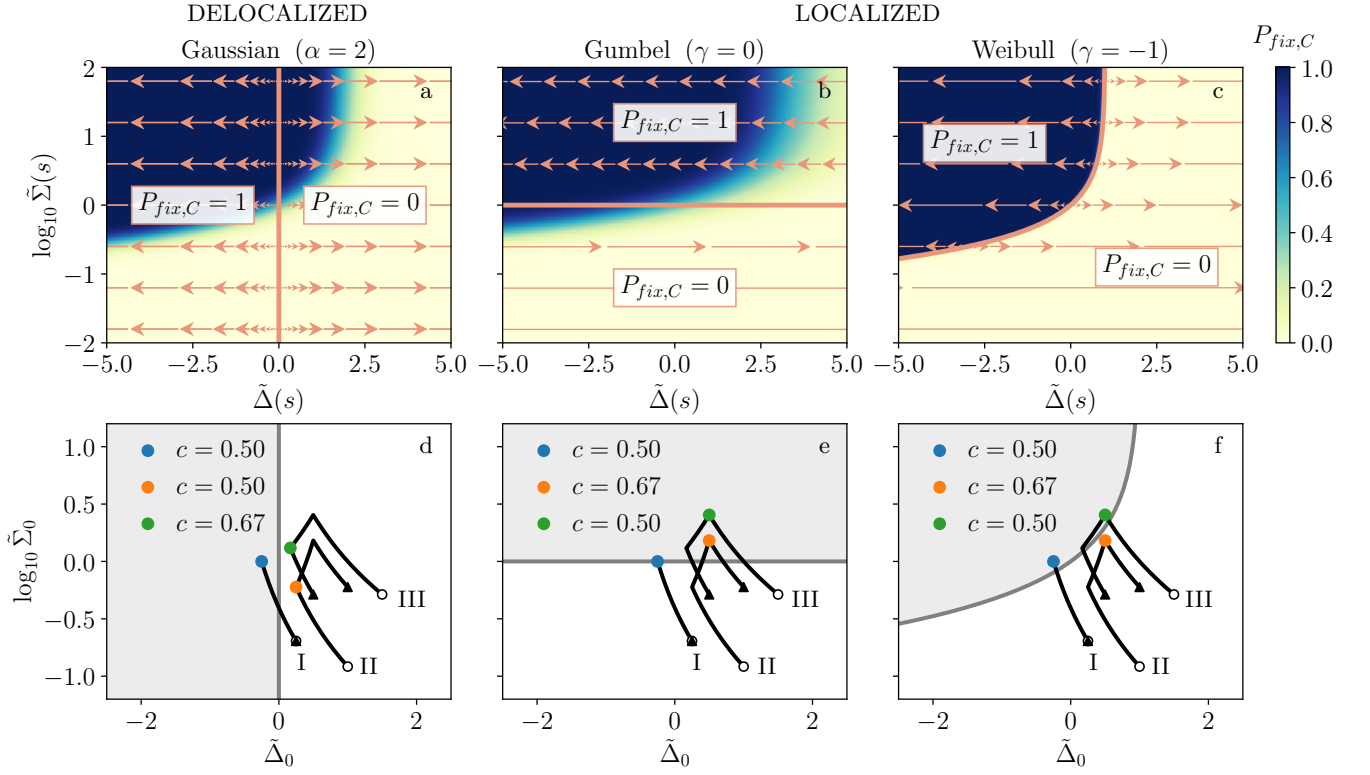 DELOCALIZED
LOCALIZED
Gaussian (α = 2)
Gumbel (γ = 0)
Weibull (γ = −1)
P_{fix,C}
log₁₀ Σ̃(s)
2
1
0
−1
−2
a
P_{fix,C} = 1
P_{fix,C} = 0
−5.0
−2.5
0.0
2.5
5.0
Δ̃(s)
b
P_{fix,C} = 1
P_{fix,C} = 0
−5.0
−2.5
0.0
2.5
5.0
Δ̃(s)
c
P_{fix,C} = 1
P_{fix,C} = 0
−5.0
−2.5
0.0
2.5
5.0
Δ̃(s)
1.0
0.8
0.6
0.4
0.2
0.0
log₁₀ Σ̃₀
1.0
0.5
0.0
−0.5
−1.0
d
c = 0.50
c = 0.50
c = 0.67
I
II
III
−2
0
2
Δ̃₀
e
c = 0.50
c = 0.67
c = 0.50
I
II
III
−2
0
2
Δ̃₀
f
c = 0.50
c = 0.67
c = 0.50
I
II
III
−2
0
2
Δ̃₀